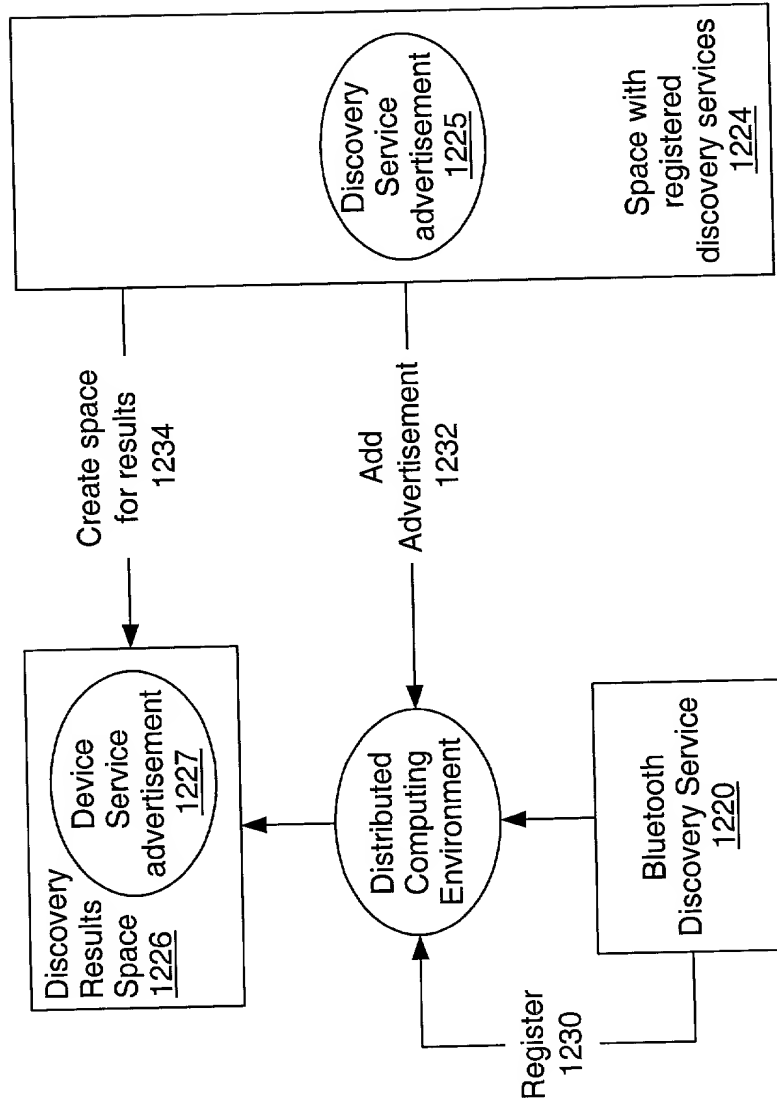 Discovery
Results
Space
1226
Device
Service
advertisement
1227
Create space
for results
1234
Discovery
Service
advertisement
1225
Space with
registered
discovery services
1224
Distributed
Computing
Environment
Add
Advertisement
1232
Register
1230
Bluetooth
Discovery Service
1220